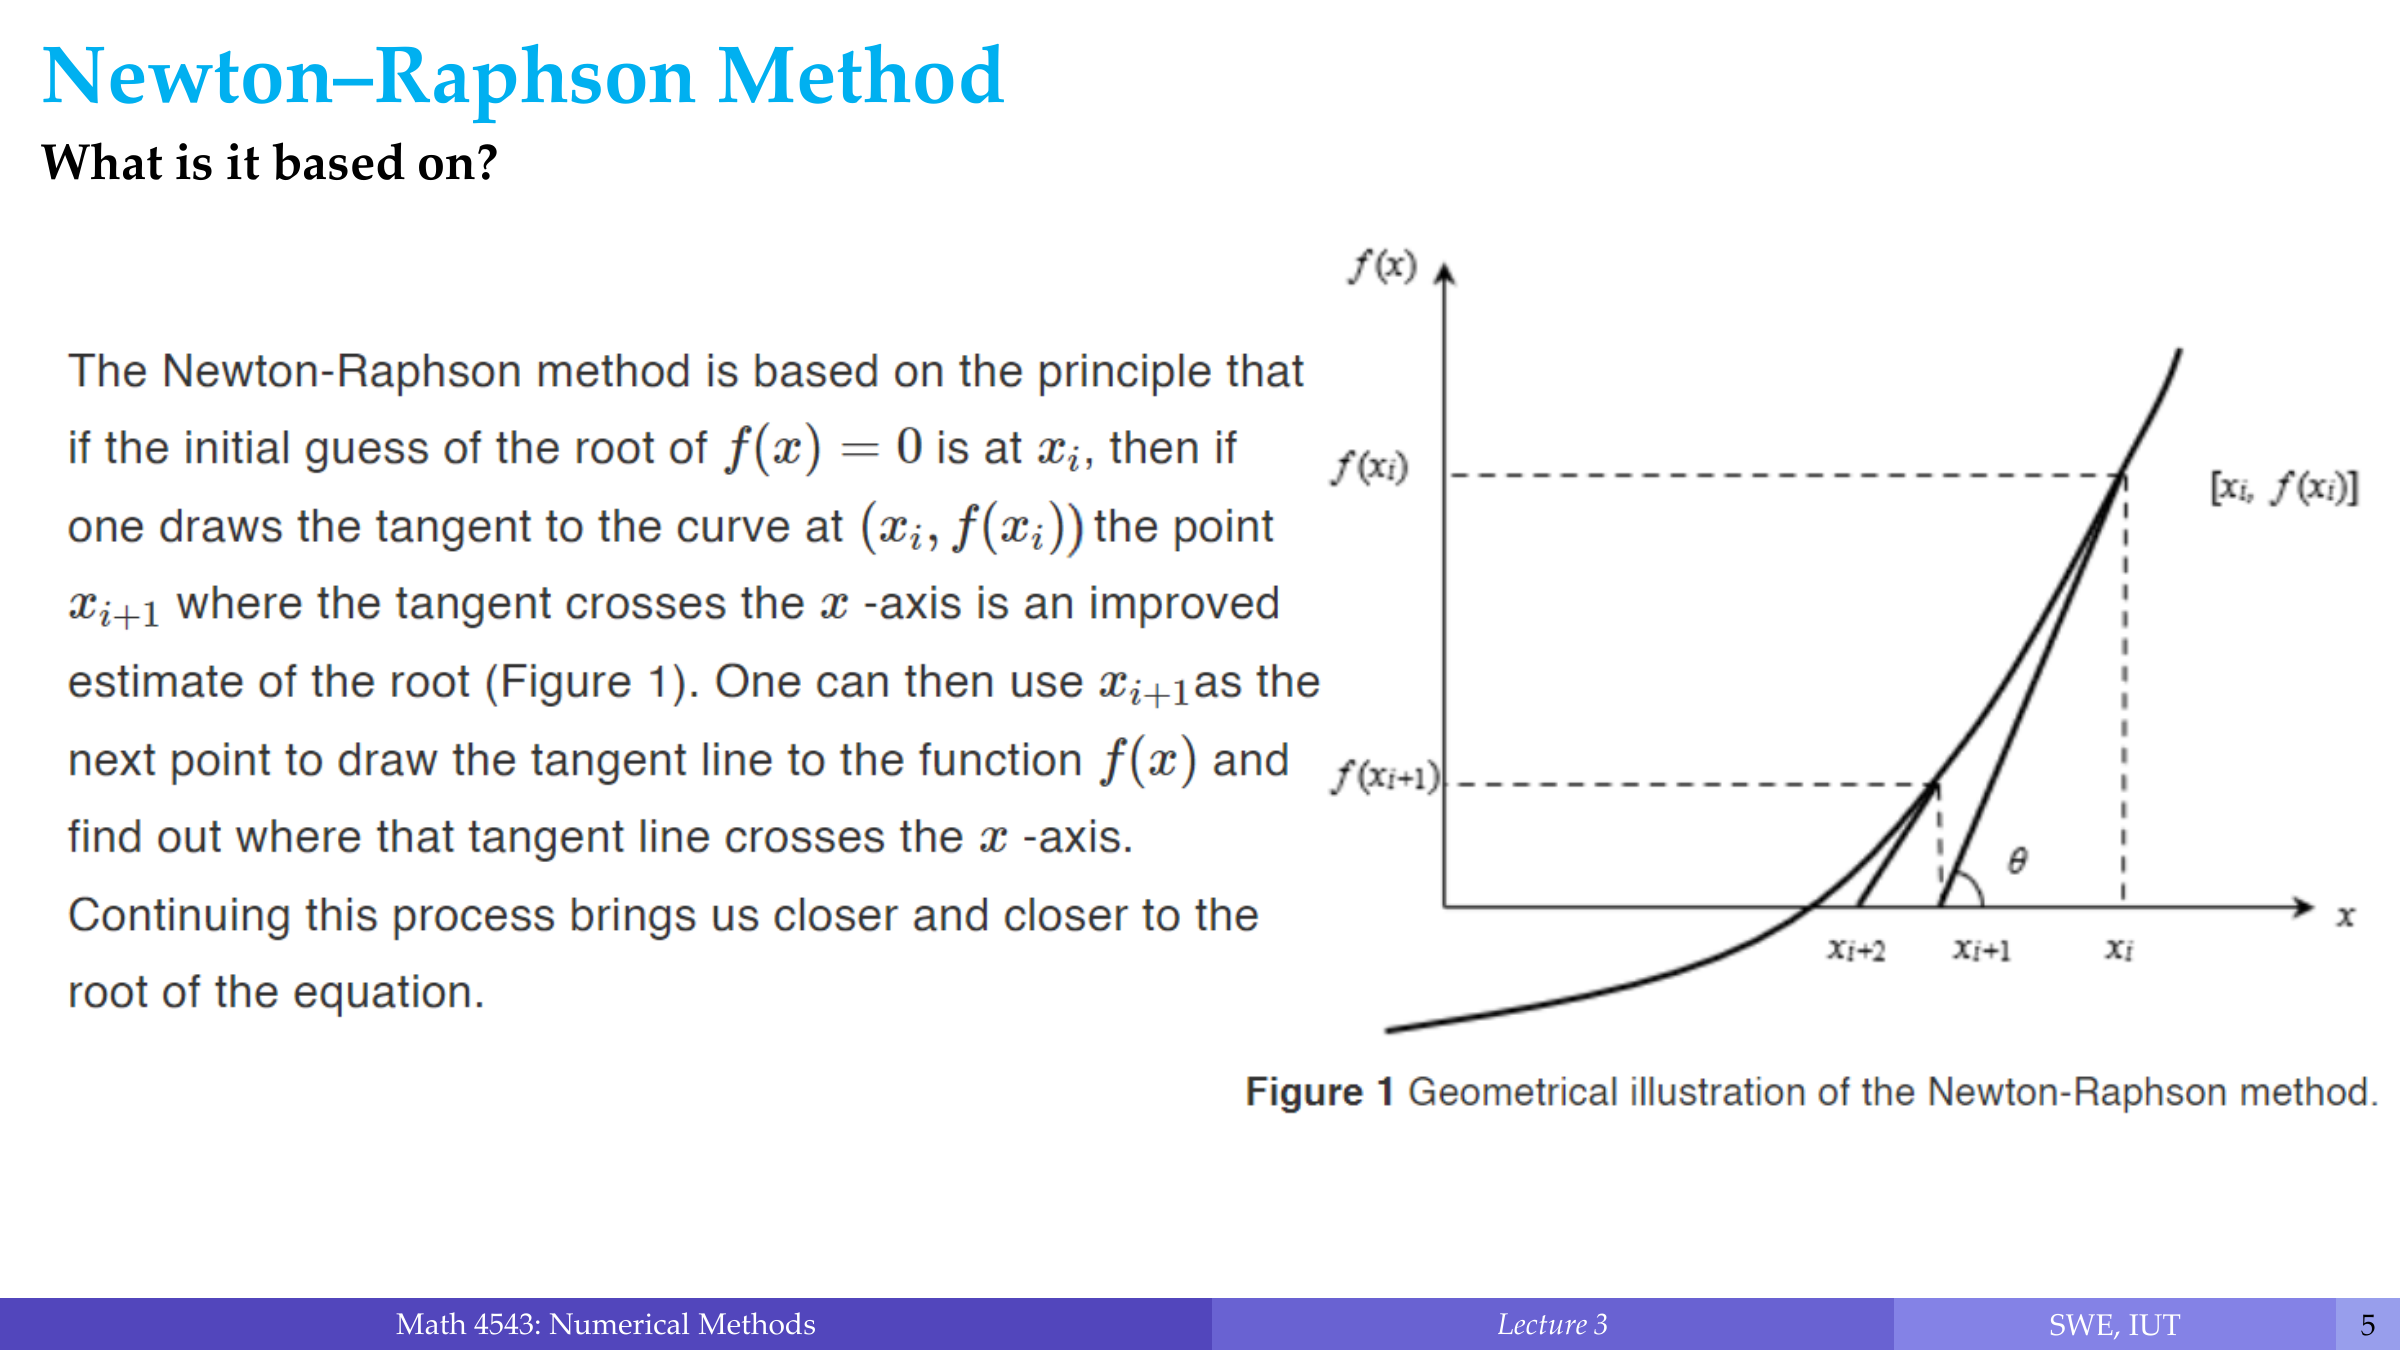 Newton–Raphson Method
What is it based on?
The Newton-Raphson method is based on the principle that
if the initial guess of the root of f(x) = 0 is at xᵢ, then if
one draws the tangent to the curve at (xᵢ, f(xᵢ)) the point
xᵢ₊₁ where the tangent crosses the x -axis is an improved
estimate of the root (Figure 1). One can then use xᵢ₊₁as the
next point to draw the tangent line to the function f(x) and
find out where that tangent line crosses the x -axis.
Continuing this process brings us closer and closer to the
root of the equation.
f(x)
f(xᵢ)
[xᵢ, f(xᵢ)]
f(xᵢ₊₁)
θ
x
xᵢ₊₂ xᵢ₊₁ xᵢ
Figure 1 Geometrical illustration of the Newton-Raphson method.
Math 4543: Numerical Methods
Lecture 3
SWE, IUT
5